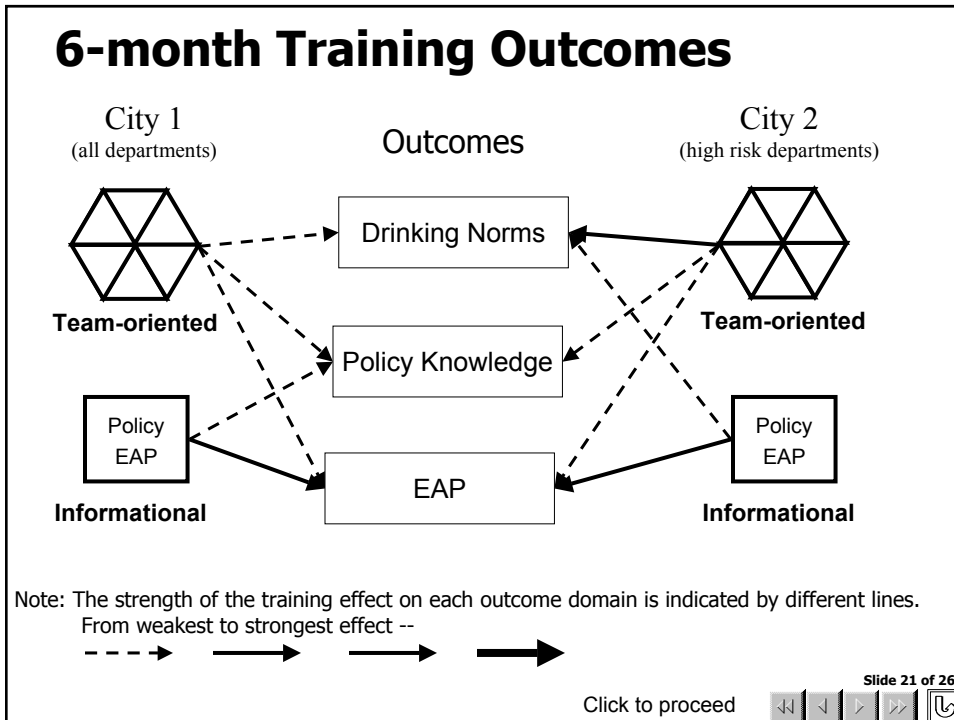 6-month Training Outcomes
City 1
(all departments)
Outcomes
City 2
(high risk departments)
Drinking Norms
Team-oriented
Team-oriented
Policy Knowledge
Policy
EAP
Policy
EAP
EAP
Informational
Informational
Note: The strength of the training effect on each outcome domain is indicated by different lines.
From weakest to strongest effect --
Slide 21 of 26
Click to proceed